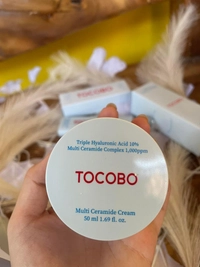 Triple Hyaluronic Acid 10%
Multi Ceramide Complex 1,000ppm
TOCOBO
Multi Ceramide Cream
50 ml 1.69 fl. oz.